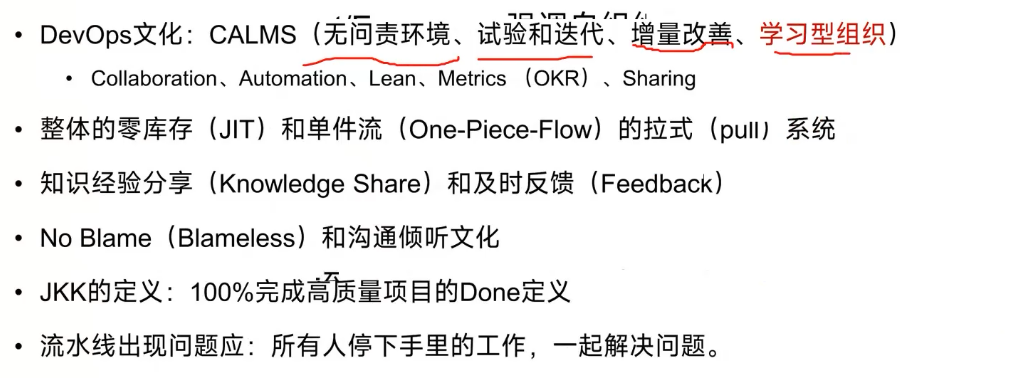 • DevOps文化：CALMS（无问责环境、试验和迭代、增量改善、学习型组织）
• Collaboration、Automation、Lean、Metrics （OKR）、Sharing
• 整体的零库存（JIT）和单件流（One-Piece-Flow）的拉式（pull）系统
• 知识经验分享（Knowledge Share）和及时反馈（Feedback）
• No Blame（Blameless）和沟通倾听文化
• JKK的定义：100%完成高质量项目的Done定义
• 流水线出现问题应：所有人停下手里的工作，一起解决问题。